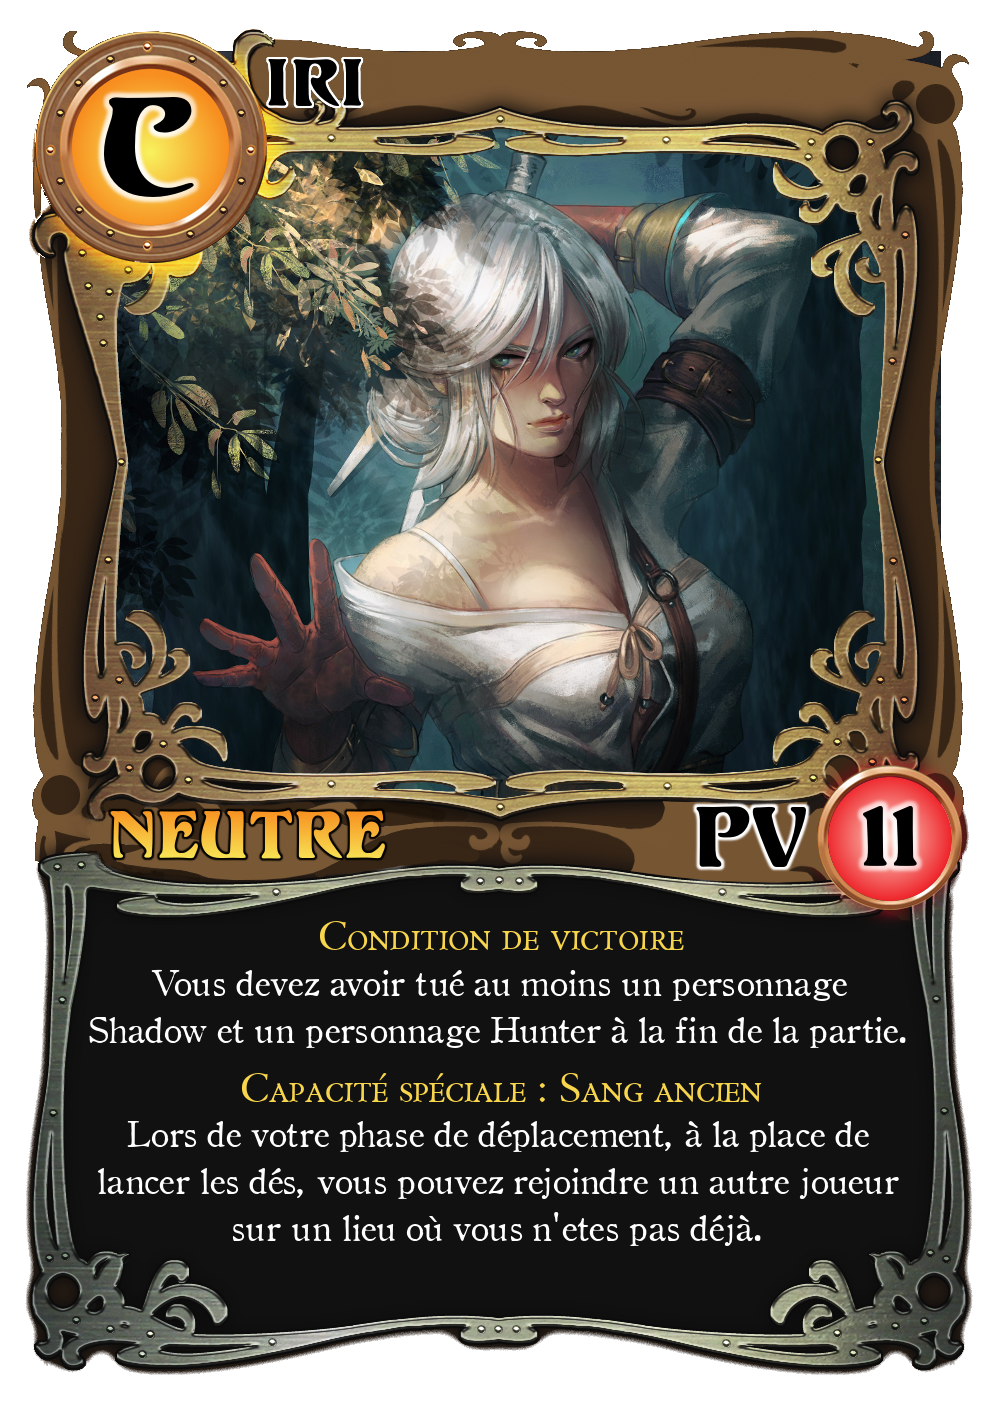 C IRI
NEUTRE
PV 11
Condition de victoire
Vous devez avoir tué au moins un personnage
Shadow et un personnage Hunter à la fin de la partie.
Capacité spéciale : Sang ancien
Lors de votre phase de déplacement, à la place de
lancer les dés, vous pouvez rejoindre un autre joueur
sur un lieu où vous n'etes pas déjà.